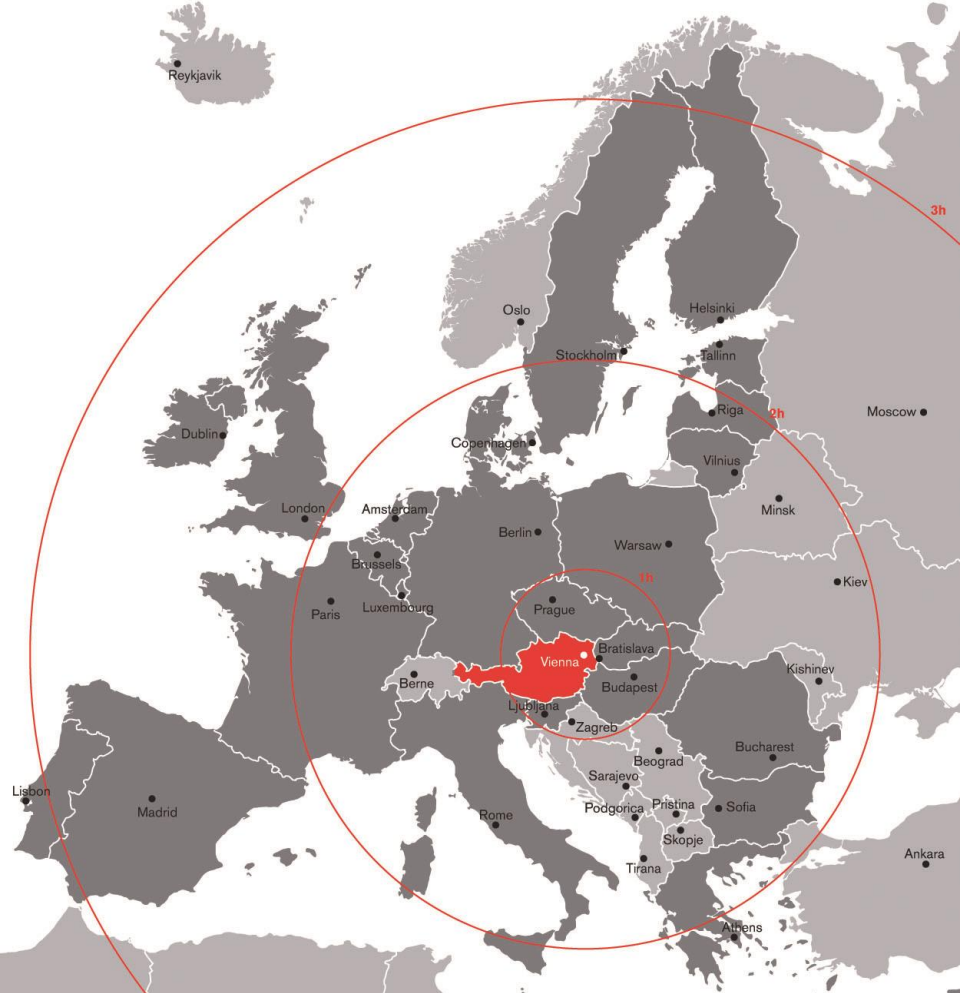 Reykjavik
3h
Oslo
Helsinki
Stockholm
Tallinn
Riga
2h
Moscow
Dublin
Copenhagen
Vilnius
London
Amsterdam
Minsk
Berlin
Warsaw
Brussels
1h
Kiev
Paris
Luxembourg
Prague
Bratislava
Vienna
Kishinev
Berne
Budapest
Ljubljana
Zagreb
Bucharest
Beograd
Sarajevo
Lisbon
Madrid
Podgorica
Pristina
Sofia
Rome
Skopje
Ankara
Tirana
Athens